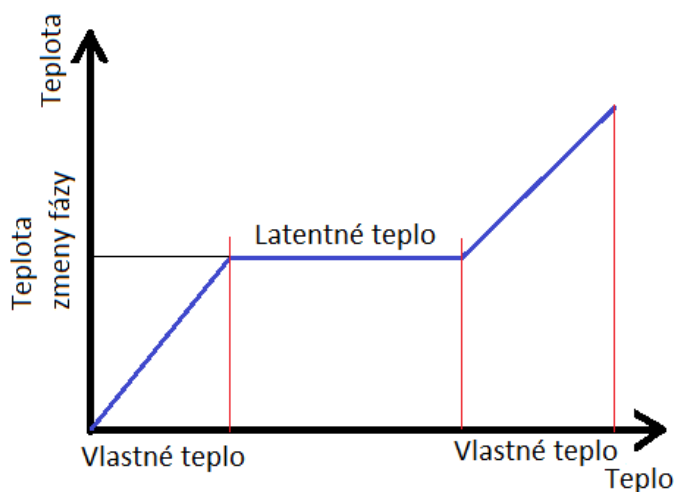 Teplota
Teplota
zmeny fázy
Latentné teplo
Vlastné teplo
Vlastné teplo
Teplo